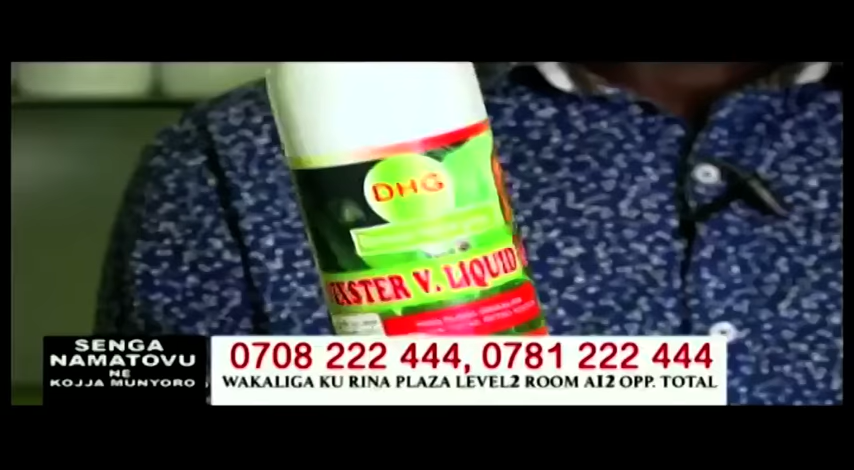 DHG
EXSTER V. LIQUID
SENGA
NAMATOVU
NE
KOJJA MUNYORO
0708 222 444, 0781 222 444
WAKALIGA KU RINA PLAZA LEVEL2 ROOM A12 OPP. TOTAL